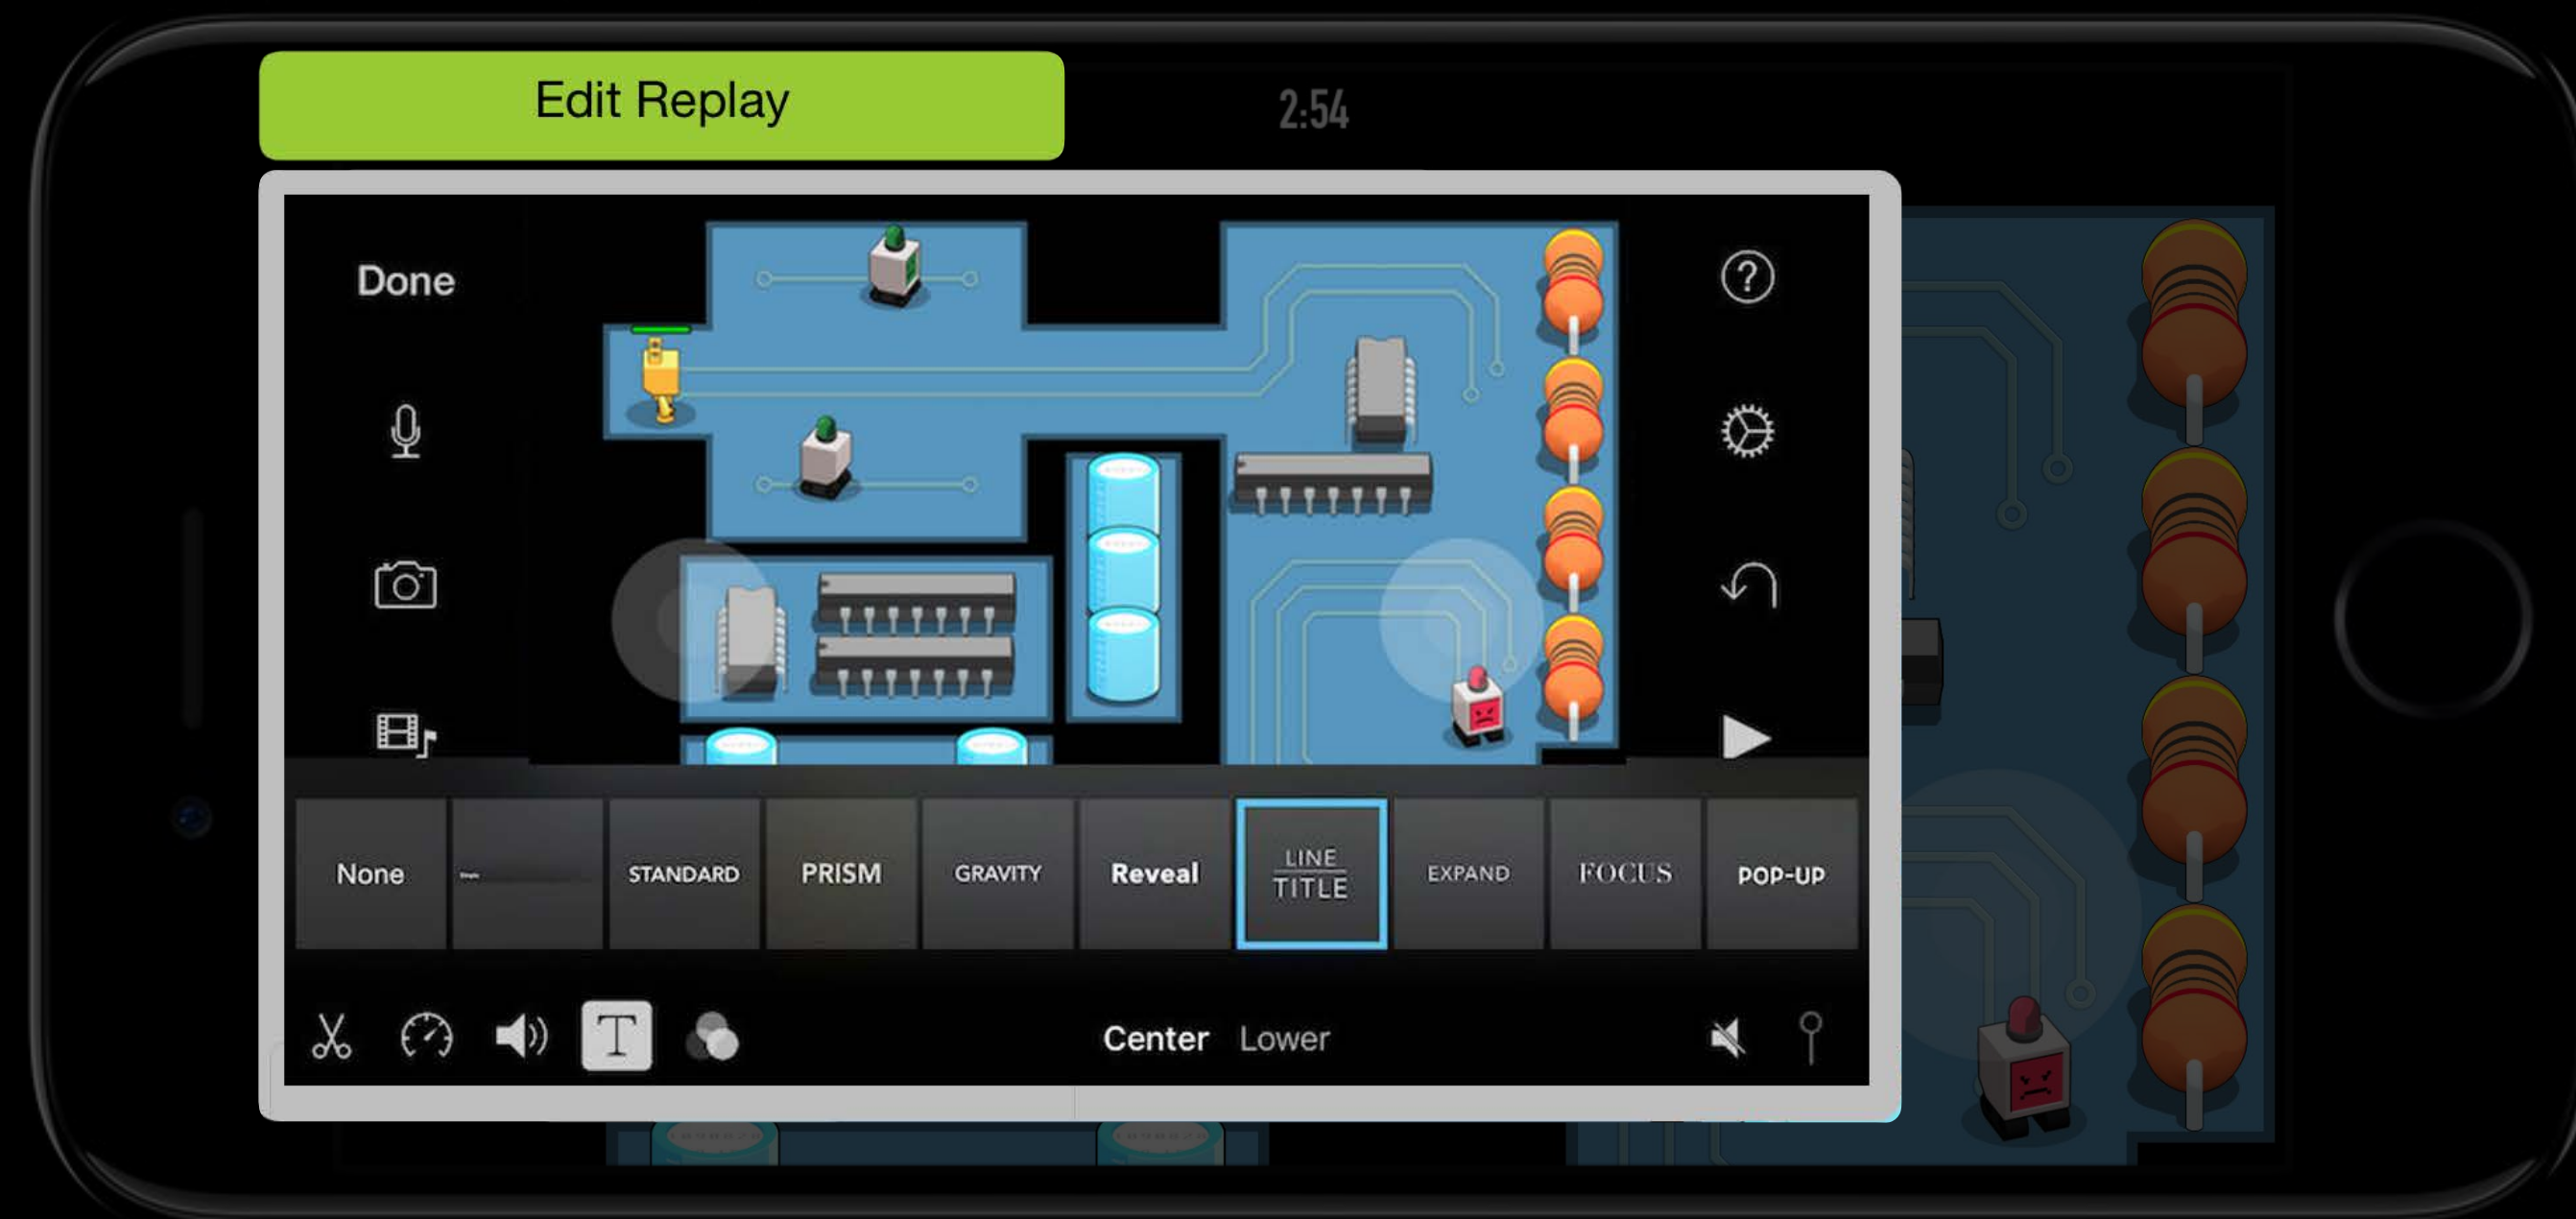 Edit Replay
2:54
Done
None
STANDARD
PRISM
GRAVITY
Reveal
LINE
TITLE
EXPAND
FOCUS
POP-UP
T
Center Lower